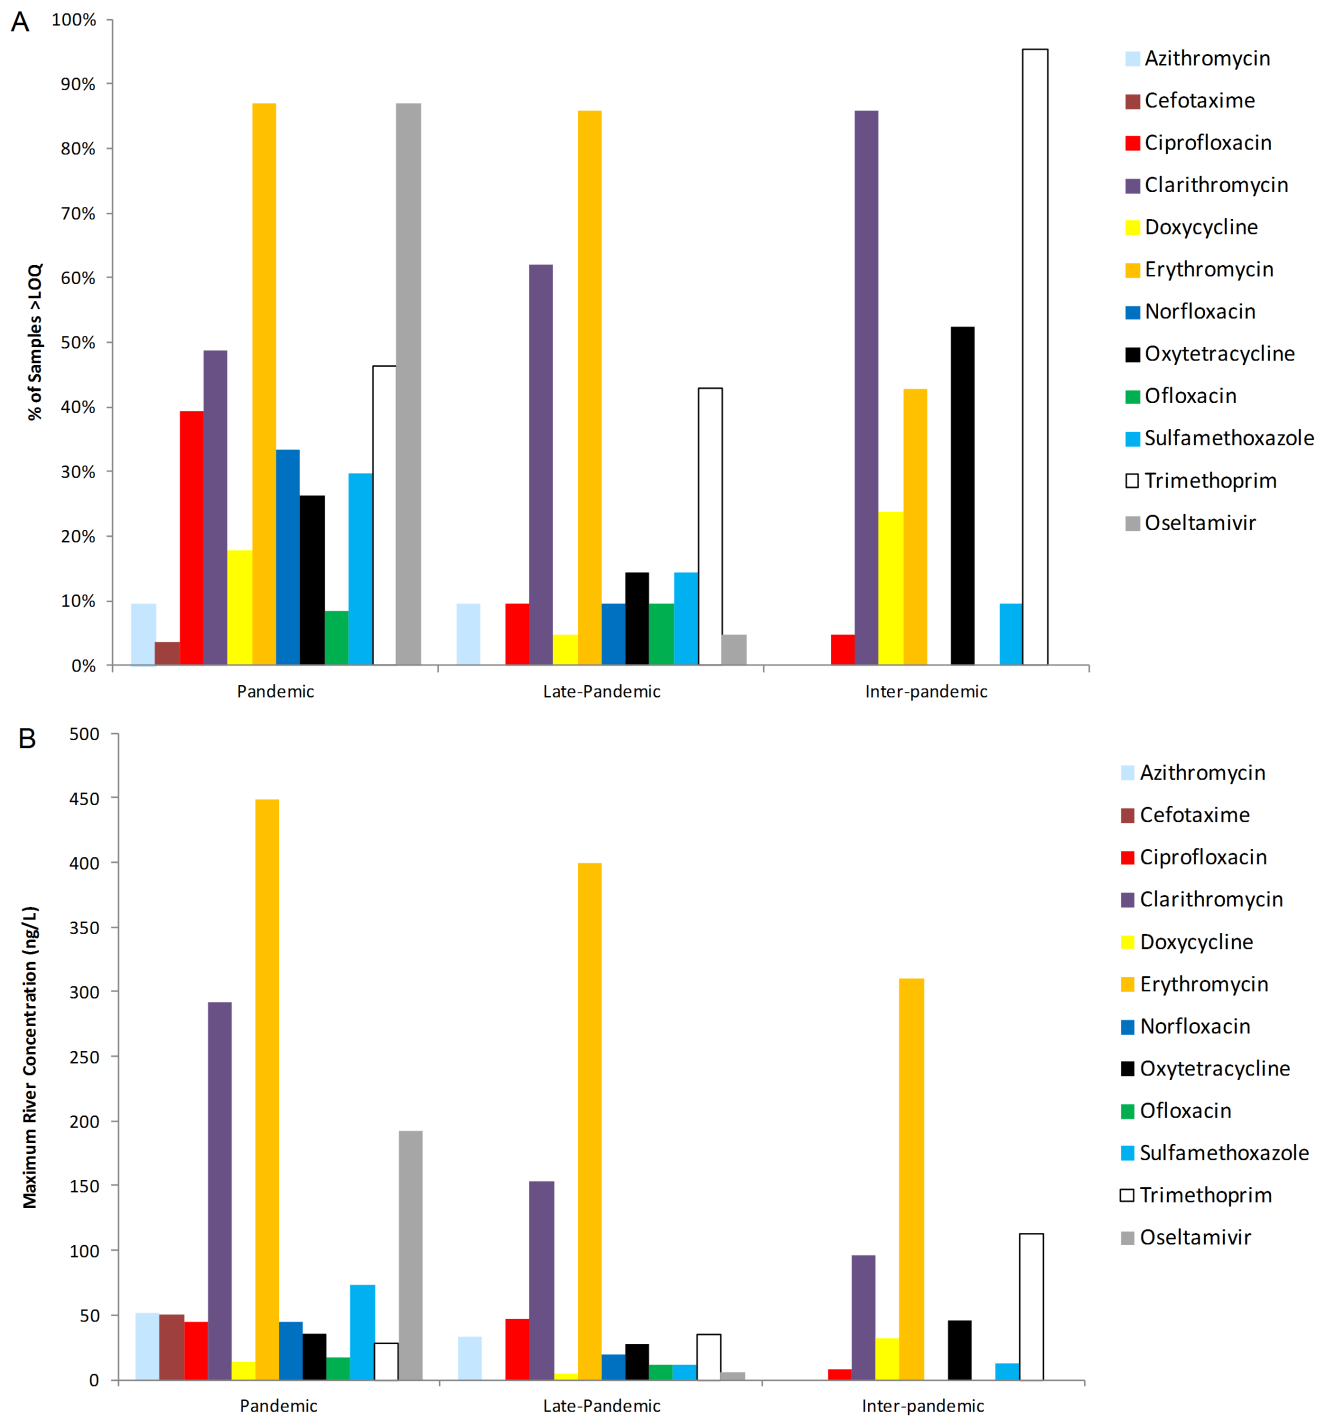 A
100%
90%
80%
70%
60%
50%
40%
30%
20%
10%
0%
% of Samples >LOQ
Pandemic
Late-Pandemic
Inter-pandemic
Azithromycin
Cefotaxime
Ciprofloxacin
Clarithromycin
Doxycycline
Erythromycin
Norfloxacin
Oxytetracycline
Ofloxacin
Sulfamethoxazole
Trimethoprim
Oseltamivir
B
500
450
400
350
300
250
200
150
100
50
0
Maximum River Concentration (ng/L)
Pandemic
Late-Pandemic
Inter-pandemic
Azithromycin
Cefotaxime
Ciprofloxacin
Clarithromycin
Doxycycline
Erythromycin
Norfloxacin
Oxytetracycline
Ofloxacin
Sulfamethoxazole
Trimethoprim
Oseltamivir